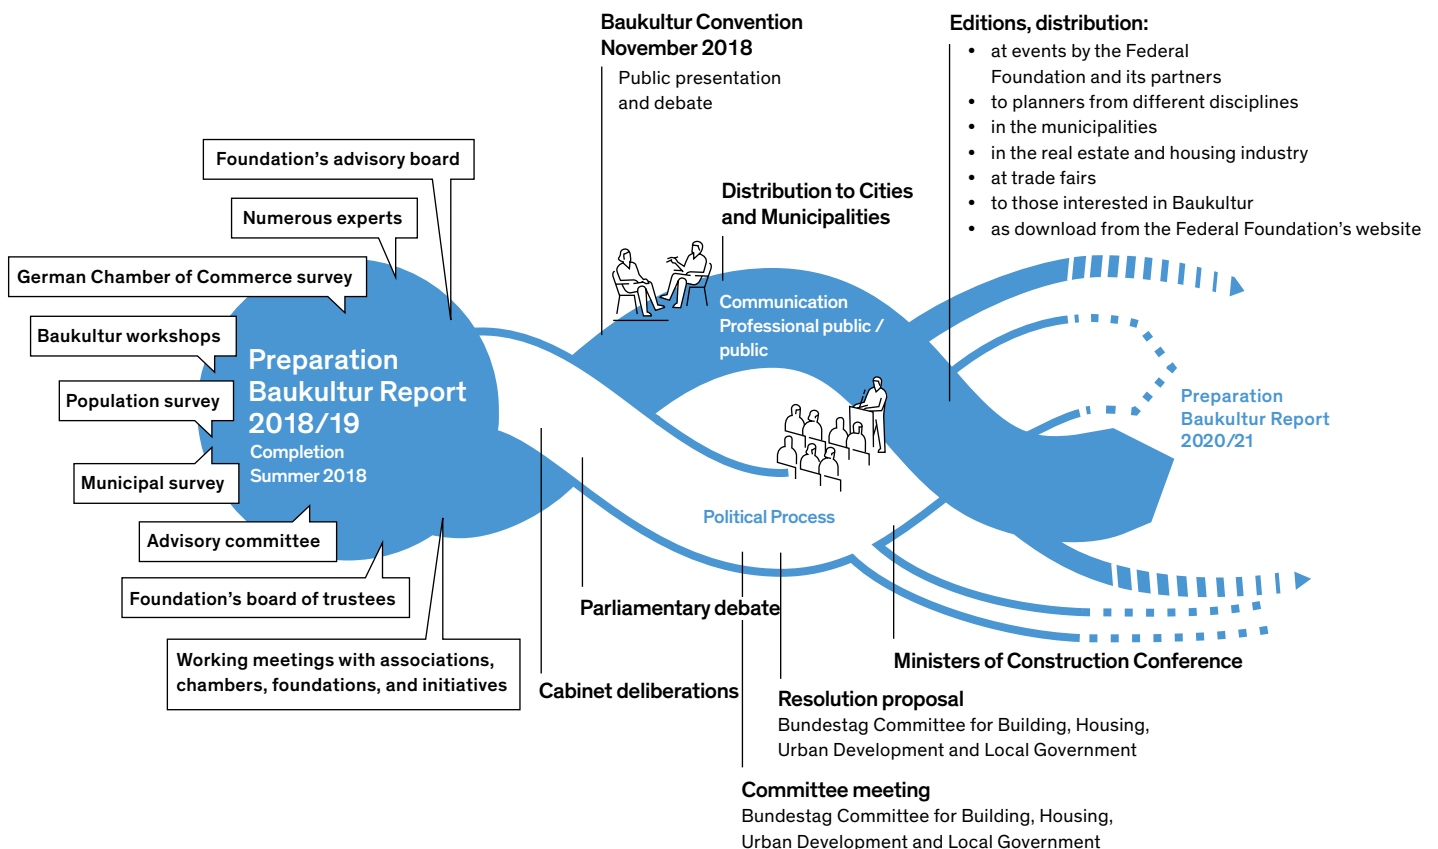 Baukultur Convention
November 2018
Public presentation
and debate
Editions, distribution:
• at events by the Federal
Foundation and its partners
• to planners from different disciplines
• in the municipalities
• in the real estate and housing industry
• at trade fairs
• to those interested in Baukultur
• as download from the Federal Foundation's website
Distribution to Cities
and Municipalities
Foundation's advisory board
Numerous experts
German Chamber of Commerce survey
Baukultur workshops
Population survey
Municipal survey
Advisory committee
Foundation's board of trustees
Working meetings with associations,
chambers, foundations, and initiatives
Preparation
Baukultur Report
2018/19
Completion
Summer 2018
Communication
Professional public /
public
Political Process
Preparation
Baukultur Report
2020/21
Parliamentary debate
Cabinet deliberations
Ministers of Construction Conference
Resolution proposal
Bundestag Committee for Building, Housing,
Urban Development and Local Government
Committee meeting
Bundestag Committee for Building, Housing,
Urban Development and Local Government